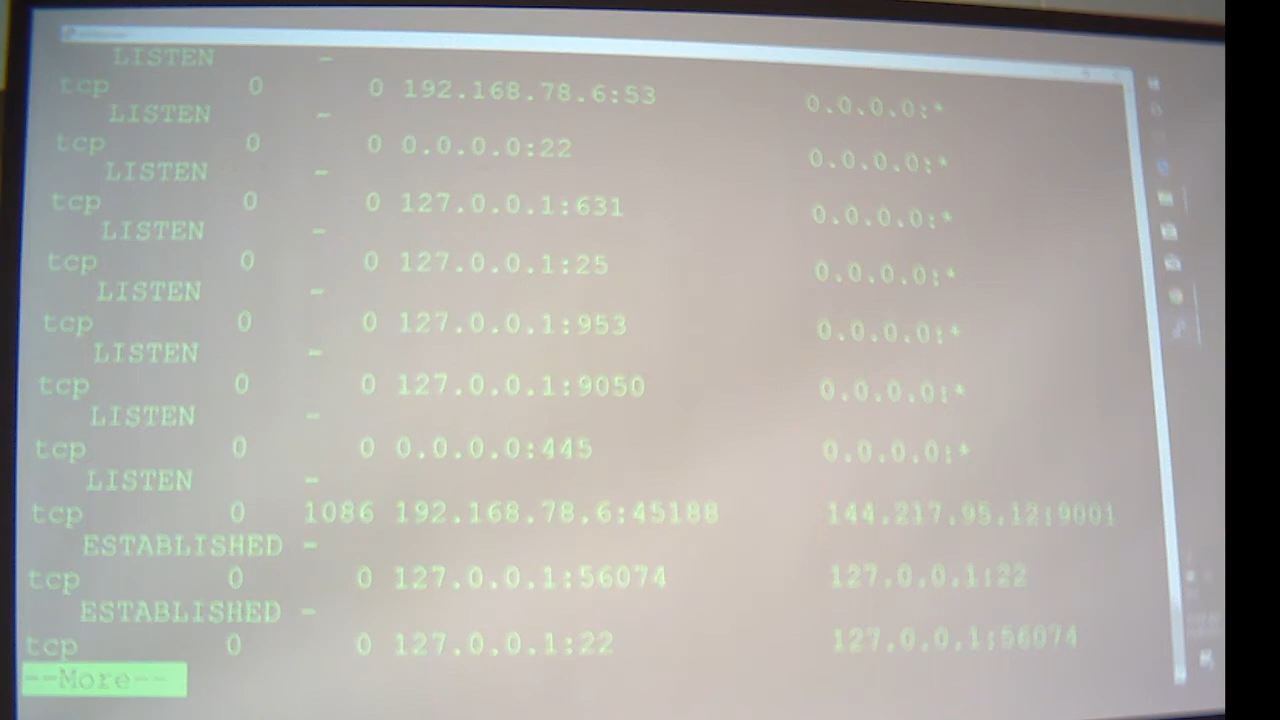 LISTEN -
tcp 0 0 192.168.78.6:53 0.0.0.0:*
LISTEN -
tcp 0 0 0.0.0.0:22 0.0.0.0:*
LISTEN -
tcp 0 0 127.0.0.1:631 0.0.0.0:*
LISTEN -
tcp 0 0 127.0.0.1:25 0.0.0.0:*
LISTEN -
tcp 0 0 127.0.0.1:953 0.0.0.0:*
LISTEN -
tcp 0 0 127.0.0.1:9050 0.0.0.0:*
LISTEN -
tcp 0 0 0.0.0.0:445 0.0.0.0:*
LISTEN -
tcp 0 1086 192.168.78.6:45188 144.217.95.12:9001
ESTABLISHED -
tcp 0 0 127.0.0.1:56074 127.0.0.1:22
ESTABLISHED -
tcp 0 0 127.0.0.1:22 127.0.0.1:56074
--More--